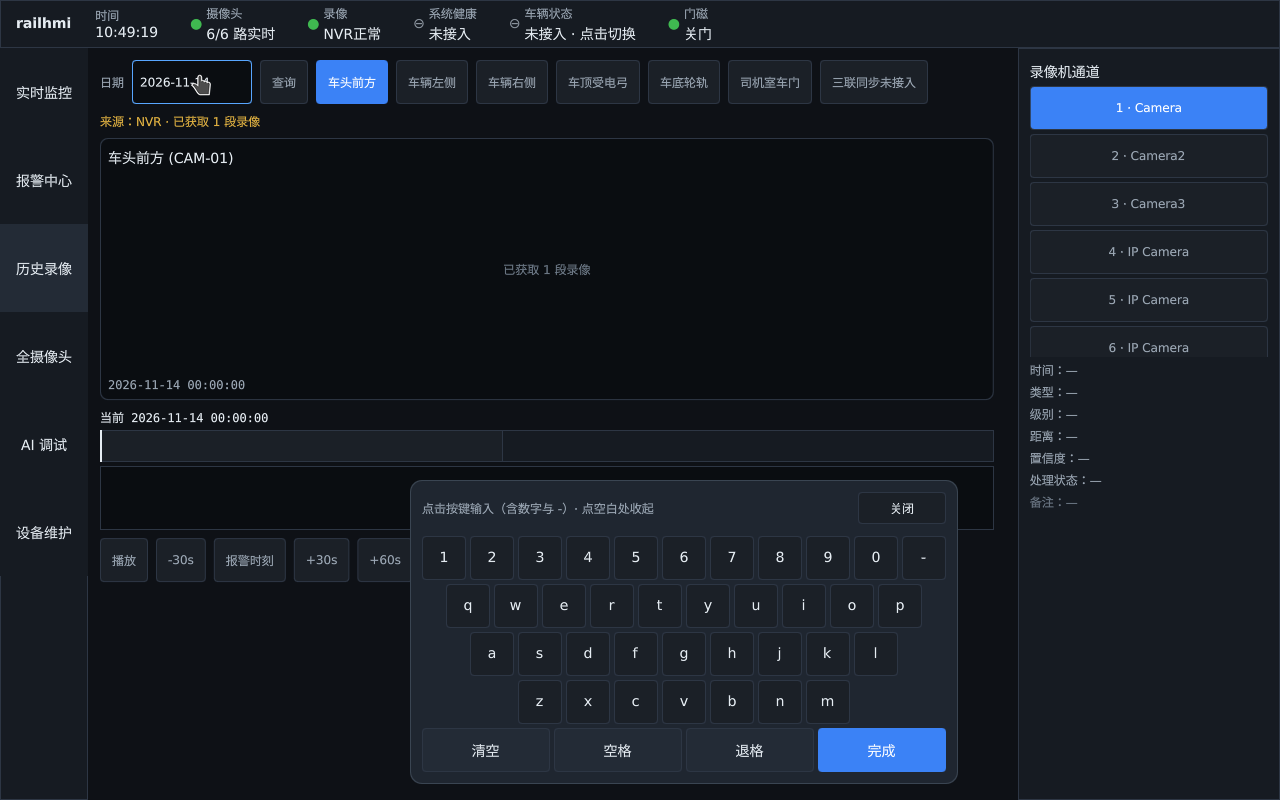 railhmi
时间
10:49:19
摄像头
6/6 路实时
录像
NVR正常
系统健康
未接入
车辆状态
未接入 · 点击切换
门磁
关门
实时监控
报警中心
历史录像
全摄像头
AI 调试
设备维护
日期
2026-11-
查询
车头前方
车辆左侧
车辆右侧
车顶受电弓
车底轮轨
司机室车门
三联同步未接入
来源：NVR · 已获取 1 段录像
车头前方 (CAM-01)
已获取 1 段录像
2026-11-14 00:00:00
当前 2026-11-14 00:00:00
播放
-30s
报警时刻
+30s
+60s
点击按键输入（含数字与 -）· 点空白处收起
关闭
1 2 3 4 5 6 7 8 9 0 -
q w e r t y u i o p
a s d f g h j k l
z x c v b n m
清空 空格 退格 完成
录像机通道
1 · Camera
2 · Camera2
3 · Camera3
4 · IP Camera
5 · IP Camera
6 · IP Camera
时间：—
类型：—
级别：—
距离：—
置信度：—
处理状态：—
备注：—